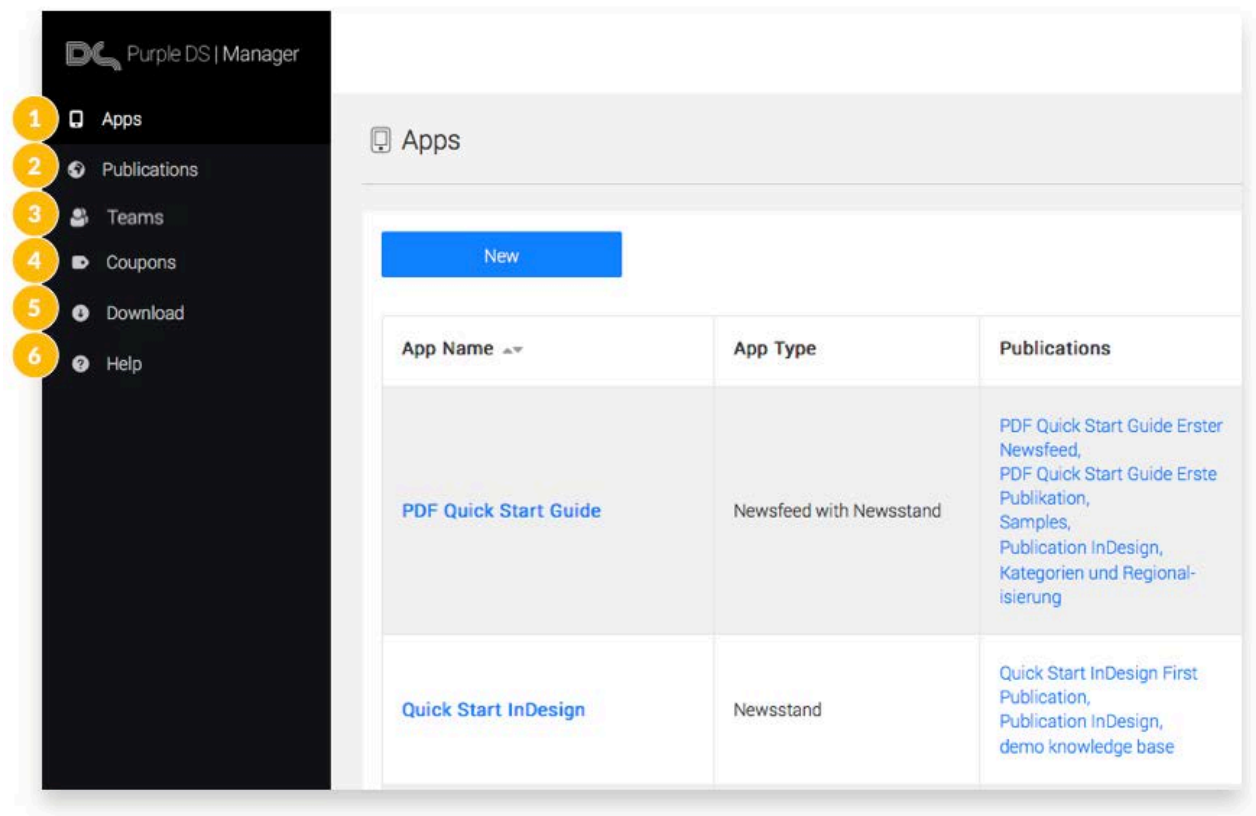 Purple DS | Manager
1 Apps
2 Publications
3 Teams
4 Coupons
5 Download
6 Help
Apps
New
App Name
App Type
Publications
PDF Quick Start Guide
Newsfeed with Newsstand
PDF Quick Start Guide Erster
Newsfeed,
PDF Quick Start Guide Erste
Publikation,
Samples,
Publication InDesign,
Kategorien und Regional-
isierung
Quick Start InDesign
Newsstand
Quick Start InDesign First
Publication,
Publication InDesign,
demo knowledge base